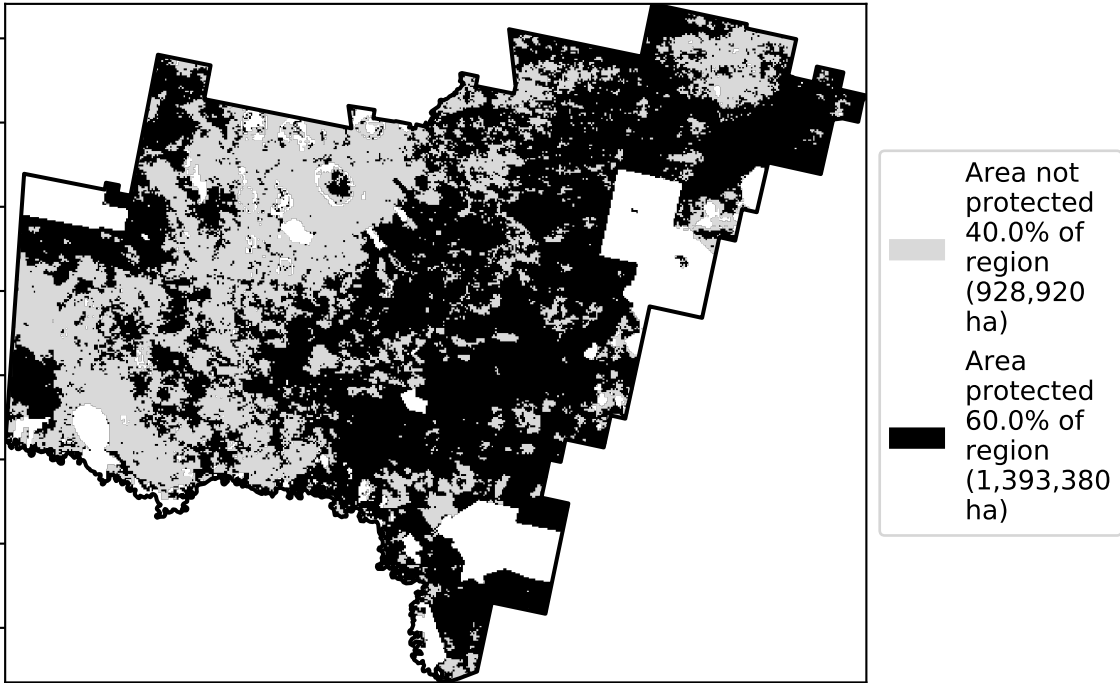 Area not
protected
40.0% of
region
(928,920
ha)
Area
protected
60.0% of
region
(1,393,380
ha)